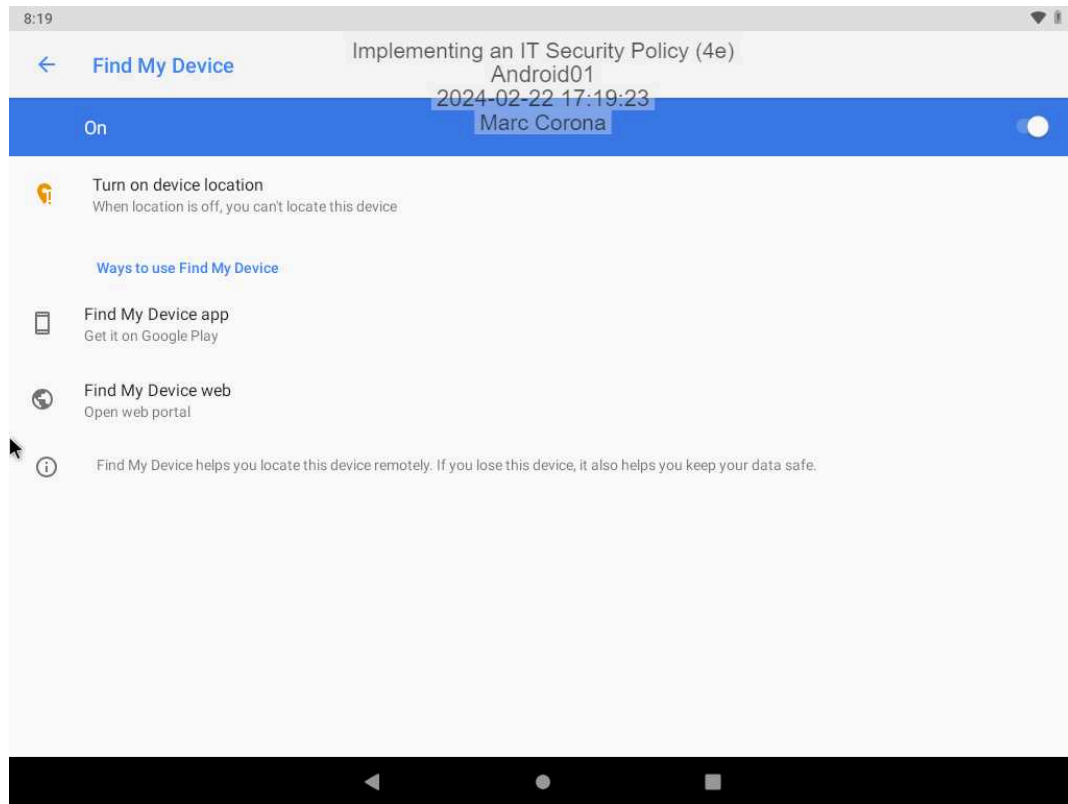 8:19
Find My Device
Implementing an IT Security Policy (4e)
Android01
2024-02-22 17:19:23
Marc Corona
On
Turn on device location
When location is off, you can't locate this device
Ways to use Find My Device
Find My Device app
Get it on Google Play
Find My Device web
Open web portal
Find My Device helps you locate this device remotely. If you lose this device, it also helps you keep your data safe.